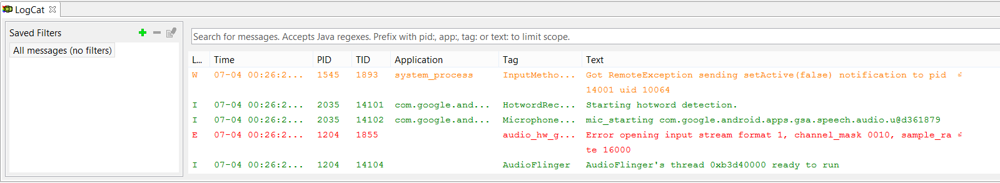 LogCat
Saved Filters
All messages (no filters)
Search for messages. Accepts Java regexes. Prefix with pid:, app:, tag: or text: to limit scope.
L... Time PID TID Application Tag Text
W 07-04 00:26:2... 1545 1893 system_process InputMetho... Got RemoteException sending setActive(false) notification to pid
14001 uid 10064
I 07-04 00:26:2... 2035 14101 com.google.and... HotwordRec... Starting hotword detection.
I 07-04 00:26:2... 2035 14102 com.google.and... Microphone... mic_starting com.google.android.apps.gsa.speech.audio.u@d361879
E 07-04 00:26:2... 1204 1855 audio_hw_g... Error opening input stream format 1, channel_mask 0010, sample_ra
te 16000
I 07-04 00:26:2... 1204 14104 AudioFlinger AudioFlinger's thread 0xb3d40000 ready to run